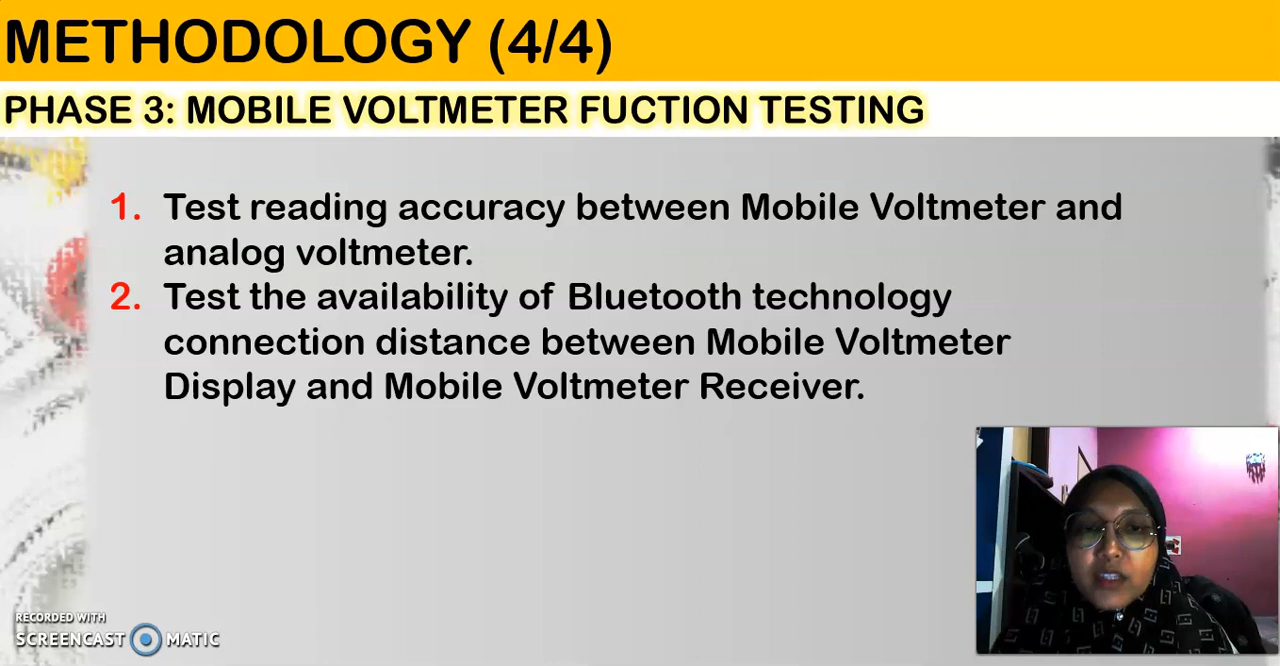 METHODOLOGY (4/4)
PHASE 3: MOBILE VOLTMETER FUCTION TESTING
1. Test reading accuracy between Mobile Voltmeter and
analog voltmeter.
2. Test the availability of Bluetooth technology
connection distance between Mobile Voltmeter
Display and Mobile Voltmeter Receiver.
RECORDED WITH
SCREENCAST MATIC